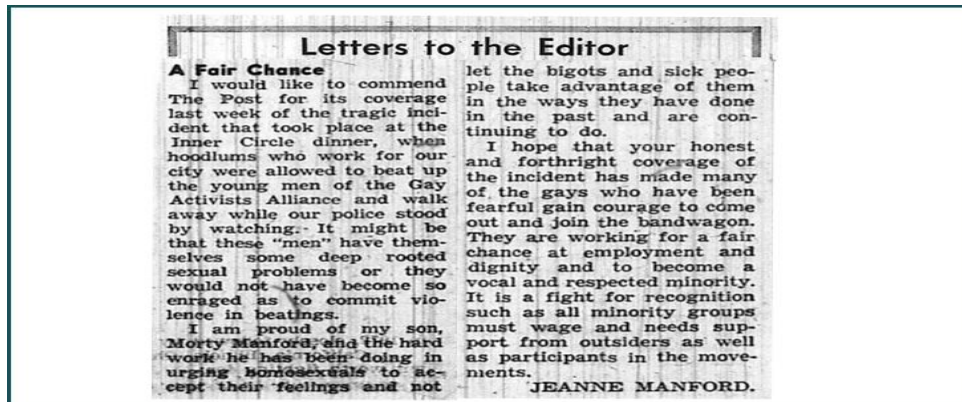 Letters to the Editor
A Fair Chance
I would like to commend
The Post for its coverage
last week of the tragic inci-
dent that took place at the
Inner Circle dinner, when
hoodlums who work for our
city were allowed to beat up
the young men of the Gay
Activists Alliance and walk
away while our police stood
by watching. It might be
that these "men" have them-
selves some deep rooted
sexual problems or they
would not have become so
enraged as to commit vio-
lence in beatings.
I am proud of my son,
Morty Manford, and the hard
work he has been doing in
urging homosexuals to ac-
cept their feelings and not
let the bigots and sick peo-
ple take advantage of them
in the ways they have done
in the past and are con-
tinuing to do.
I hope that your honest
and forthright coverage of
the incident has made many
of the gays who have been
fearful gain courage to come
out and join the bandwagon.
They are working for a fair
chance at employment and
dignity and to become a
vocal and respected minority.
It is a fight for recognition
such as all minority groups
must wage and needs sup-
port from outsiders as well
as participants in the move-
ments.
JEANNE MANFORD.